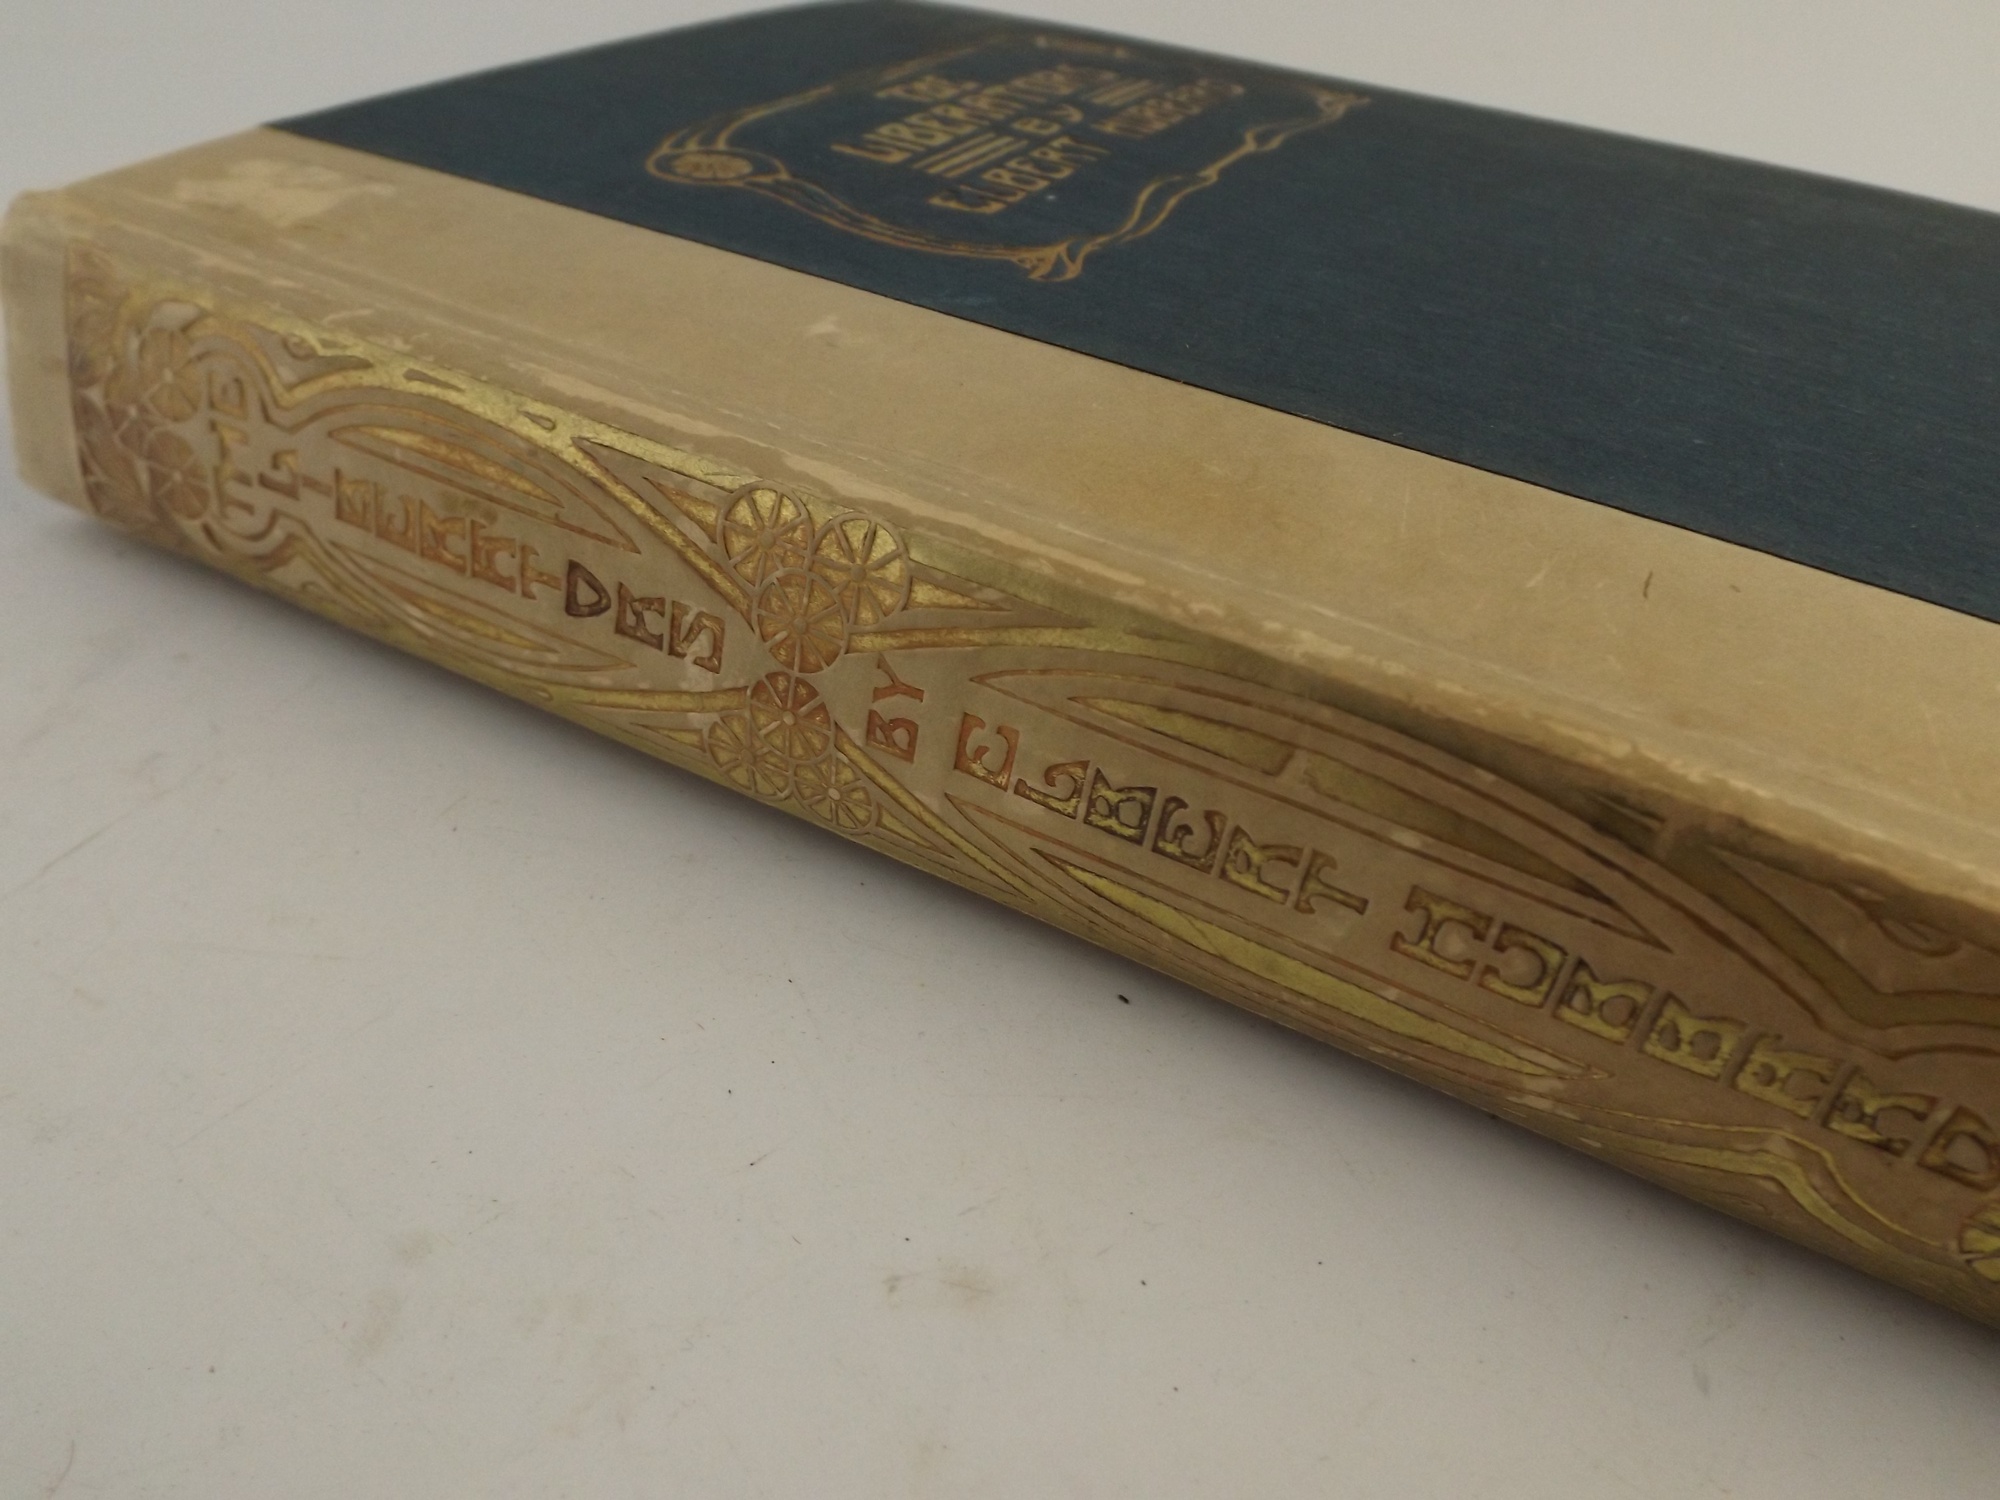 THE
LIBERATORS
BY
ELBERT HUBBARD
THE
LIBERATORS
BY
ELBERT HUBBARD